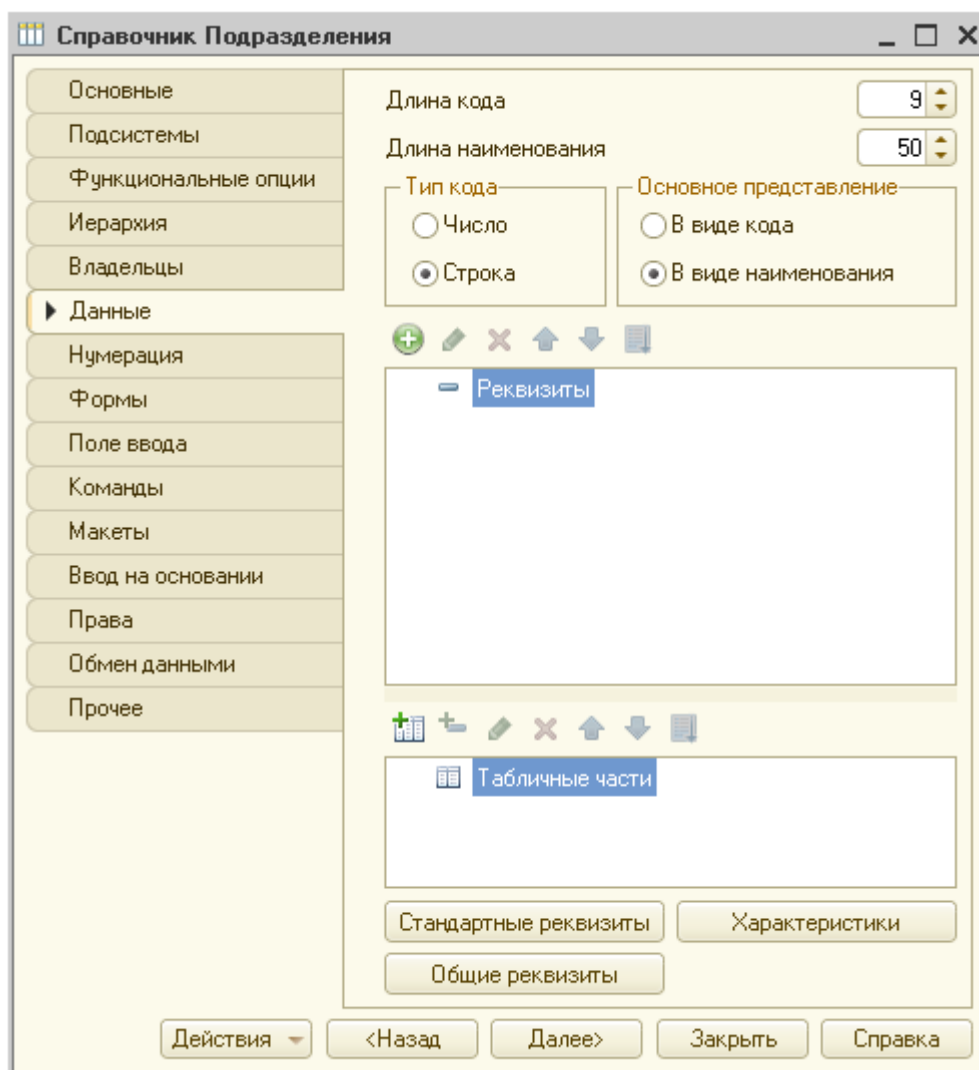 Справочник Подразделения
Основные
Подсистемы
Функциональные опции
Иерархия
Владельцы
Данные
Нумерация
Формы
Поле ввода
Команды
Макеты
Ввод на основании
Права
Обмен данными
Прочее
Длина кода 9
Длина наименования 50
Тип кода Основное представление
Число В виде кода
Строка В виде наименования
Реквизиты
Табличные части
Стандартные реквизиты Характеристики
Общие реквизиты
Действия <Назад Далее> Закрыть Справка